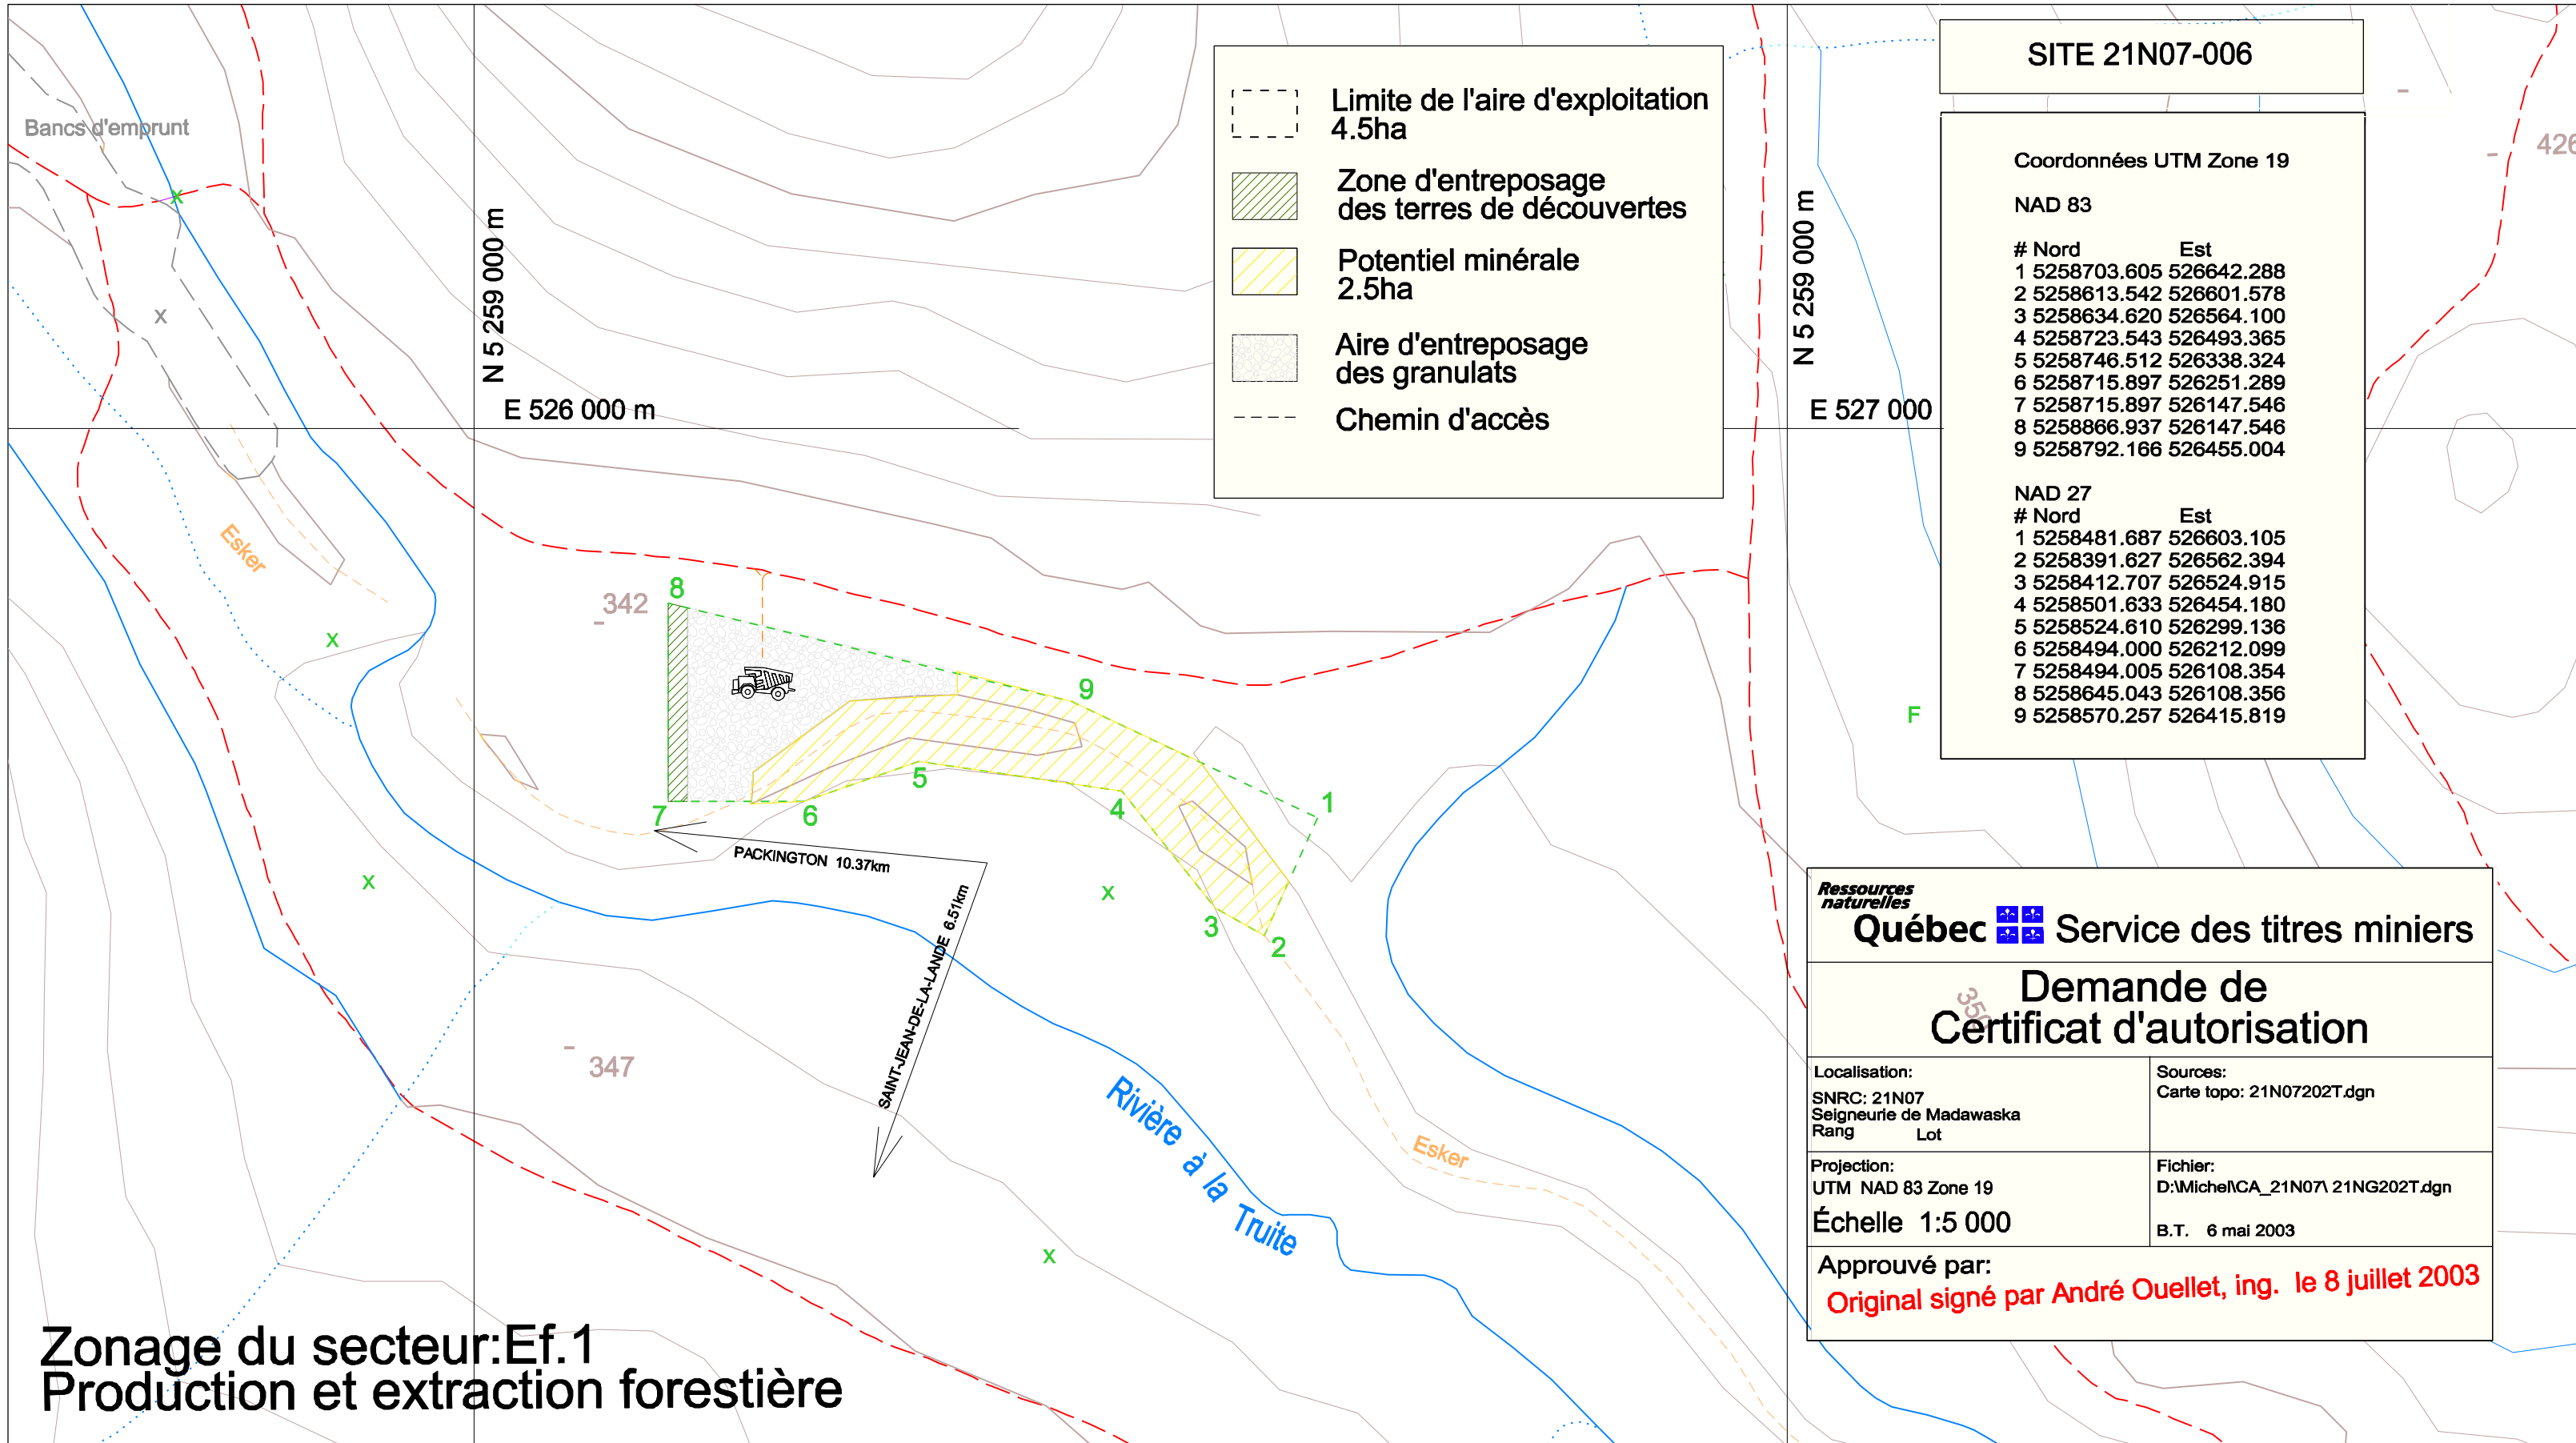 SITE 21N07-006
Limite de l'aire d'exploitation
4.5ha
Zone d'entreposage
des terres de découvertes
Potentiel minérale
2.5ha
Aire d'entreposage
des granulats
Chemin d'accès
Coordonnées UTM Zone 19
NAD 83
# Nord Est
1 5258703.605 526642.288
2 5258613.542 526601.578
3 5258634.620 526564.100
4 5258723.543 526493.365
5 5258746.512 526338.324
6 5258715.897 526251.289
7 5258715.897 526147.546
8 5258866.937 526147.546
9 5258792.166 526455.004
NAD 27
# Nord Est
1 5258481.687 526603.105
2 5258391.627 526562.394
3 5258412.707 526524.915
4 5258501.633 526454.180
5 5258524.610 526299.136
6 5258494.000 526212.099
7 5258494.005 526108.354
8 5258645.043 526108.356
9 5258570.257 526415.819
426
Bancs d'emprunt
x
x
N 5 259 000 m
E 526 000 m
N 5 259 000 m
E 527 000
Esker
x
342
8
9
1
7
6
5
4
3
2
F
PACKINGTON 10.37km
SAINT-JEAN-DE-LA-LANDE 6.51km
x
x
347
x
Rivière à la Truite
Esker
350
Ressources
naturelles
Québec Service des titres miniers
Demande de
Certificat d'autorisation
Localisation:
SNRC: 21N07
Seigneurie de Madawaska
Rang Lot
Sources:
Carte topo: 21N07202T.dgn
Projection:
UTM NAD 83 Zone 19
Échelle 1:5 000
Fichier:
D:\Michel\CA_21N07\ 21NG202T.dgn
B.T. 6 mai 2003
Approuvé par:
Original signé par André Ouellet, ing. le 8 juillet 2003
Zonage du secteur:Ef.1
Production et extraction forestière